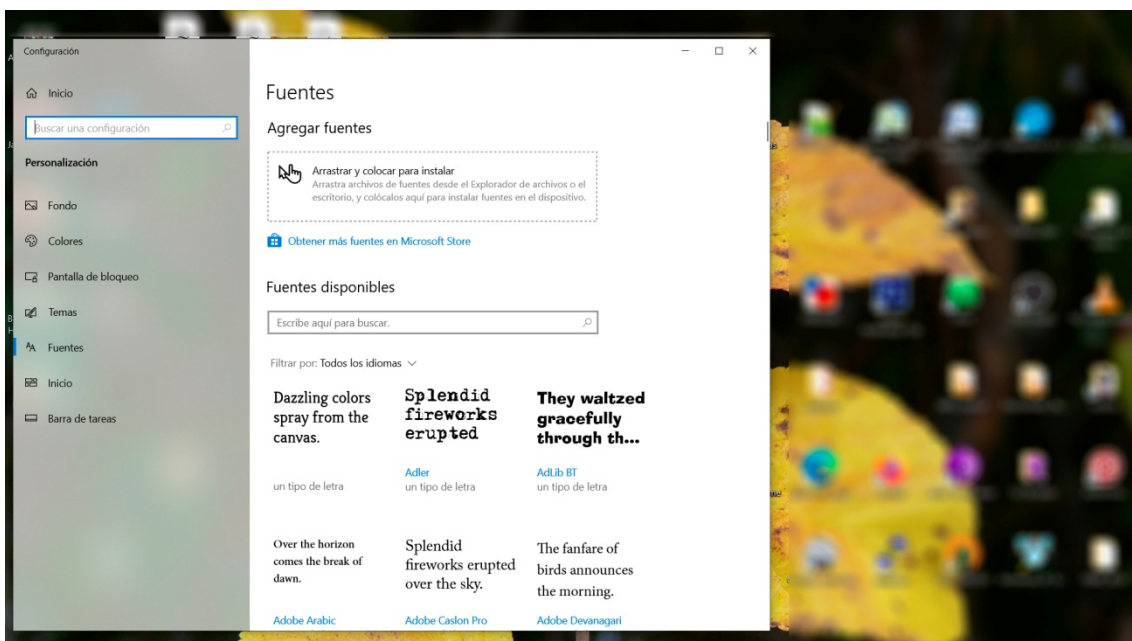 Configuración
Inicio
Buscar una configuración
Personalización
Fondo
Colores
Pantalla de bloqueo
Temas
Fuentes
Inicio
Barra de tareas
Fuentes
Agregar fuentes
Arrastrar y colocar para instalar
Arrastra archivos de fuentes desde el Explorador de archivos o el
escritorio, y colócalos aquí para instalar fuentes en el dispositivo.
Obtener más fuentes en Microsoft Store
Fuentes disponibles
Escribe aquí para buscar.
Filtrar por: Todos los idiomas
Dazzling colors
spray from the
canvas.
un tipo de letra
Splendid
fireworks
erupted
Adler
un tipo de letra
They waltzed
gracefully
through th...
AdLib BT
un tipo de letra
Over the horizon
comes the break of
dawn.
Adobe Arabic
Splendid
fireworks erupted
over the sky.
Adobe Caslon Pro
The fanfare of
birds announces
the morning.
Adobe Devanagari